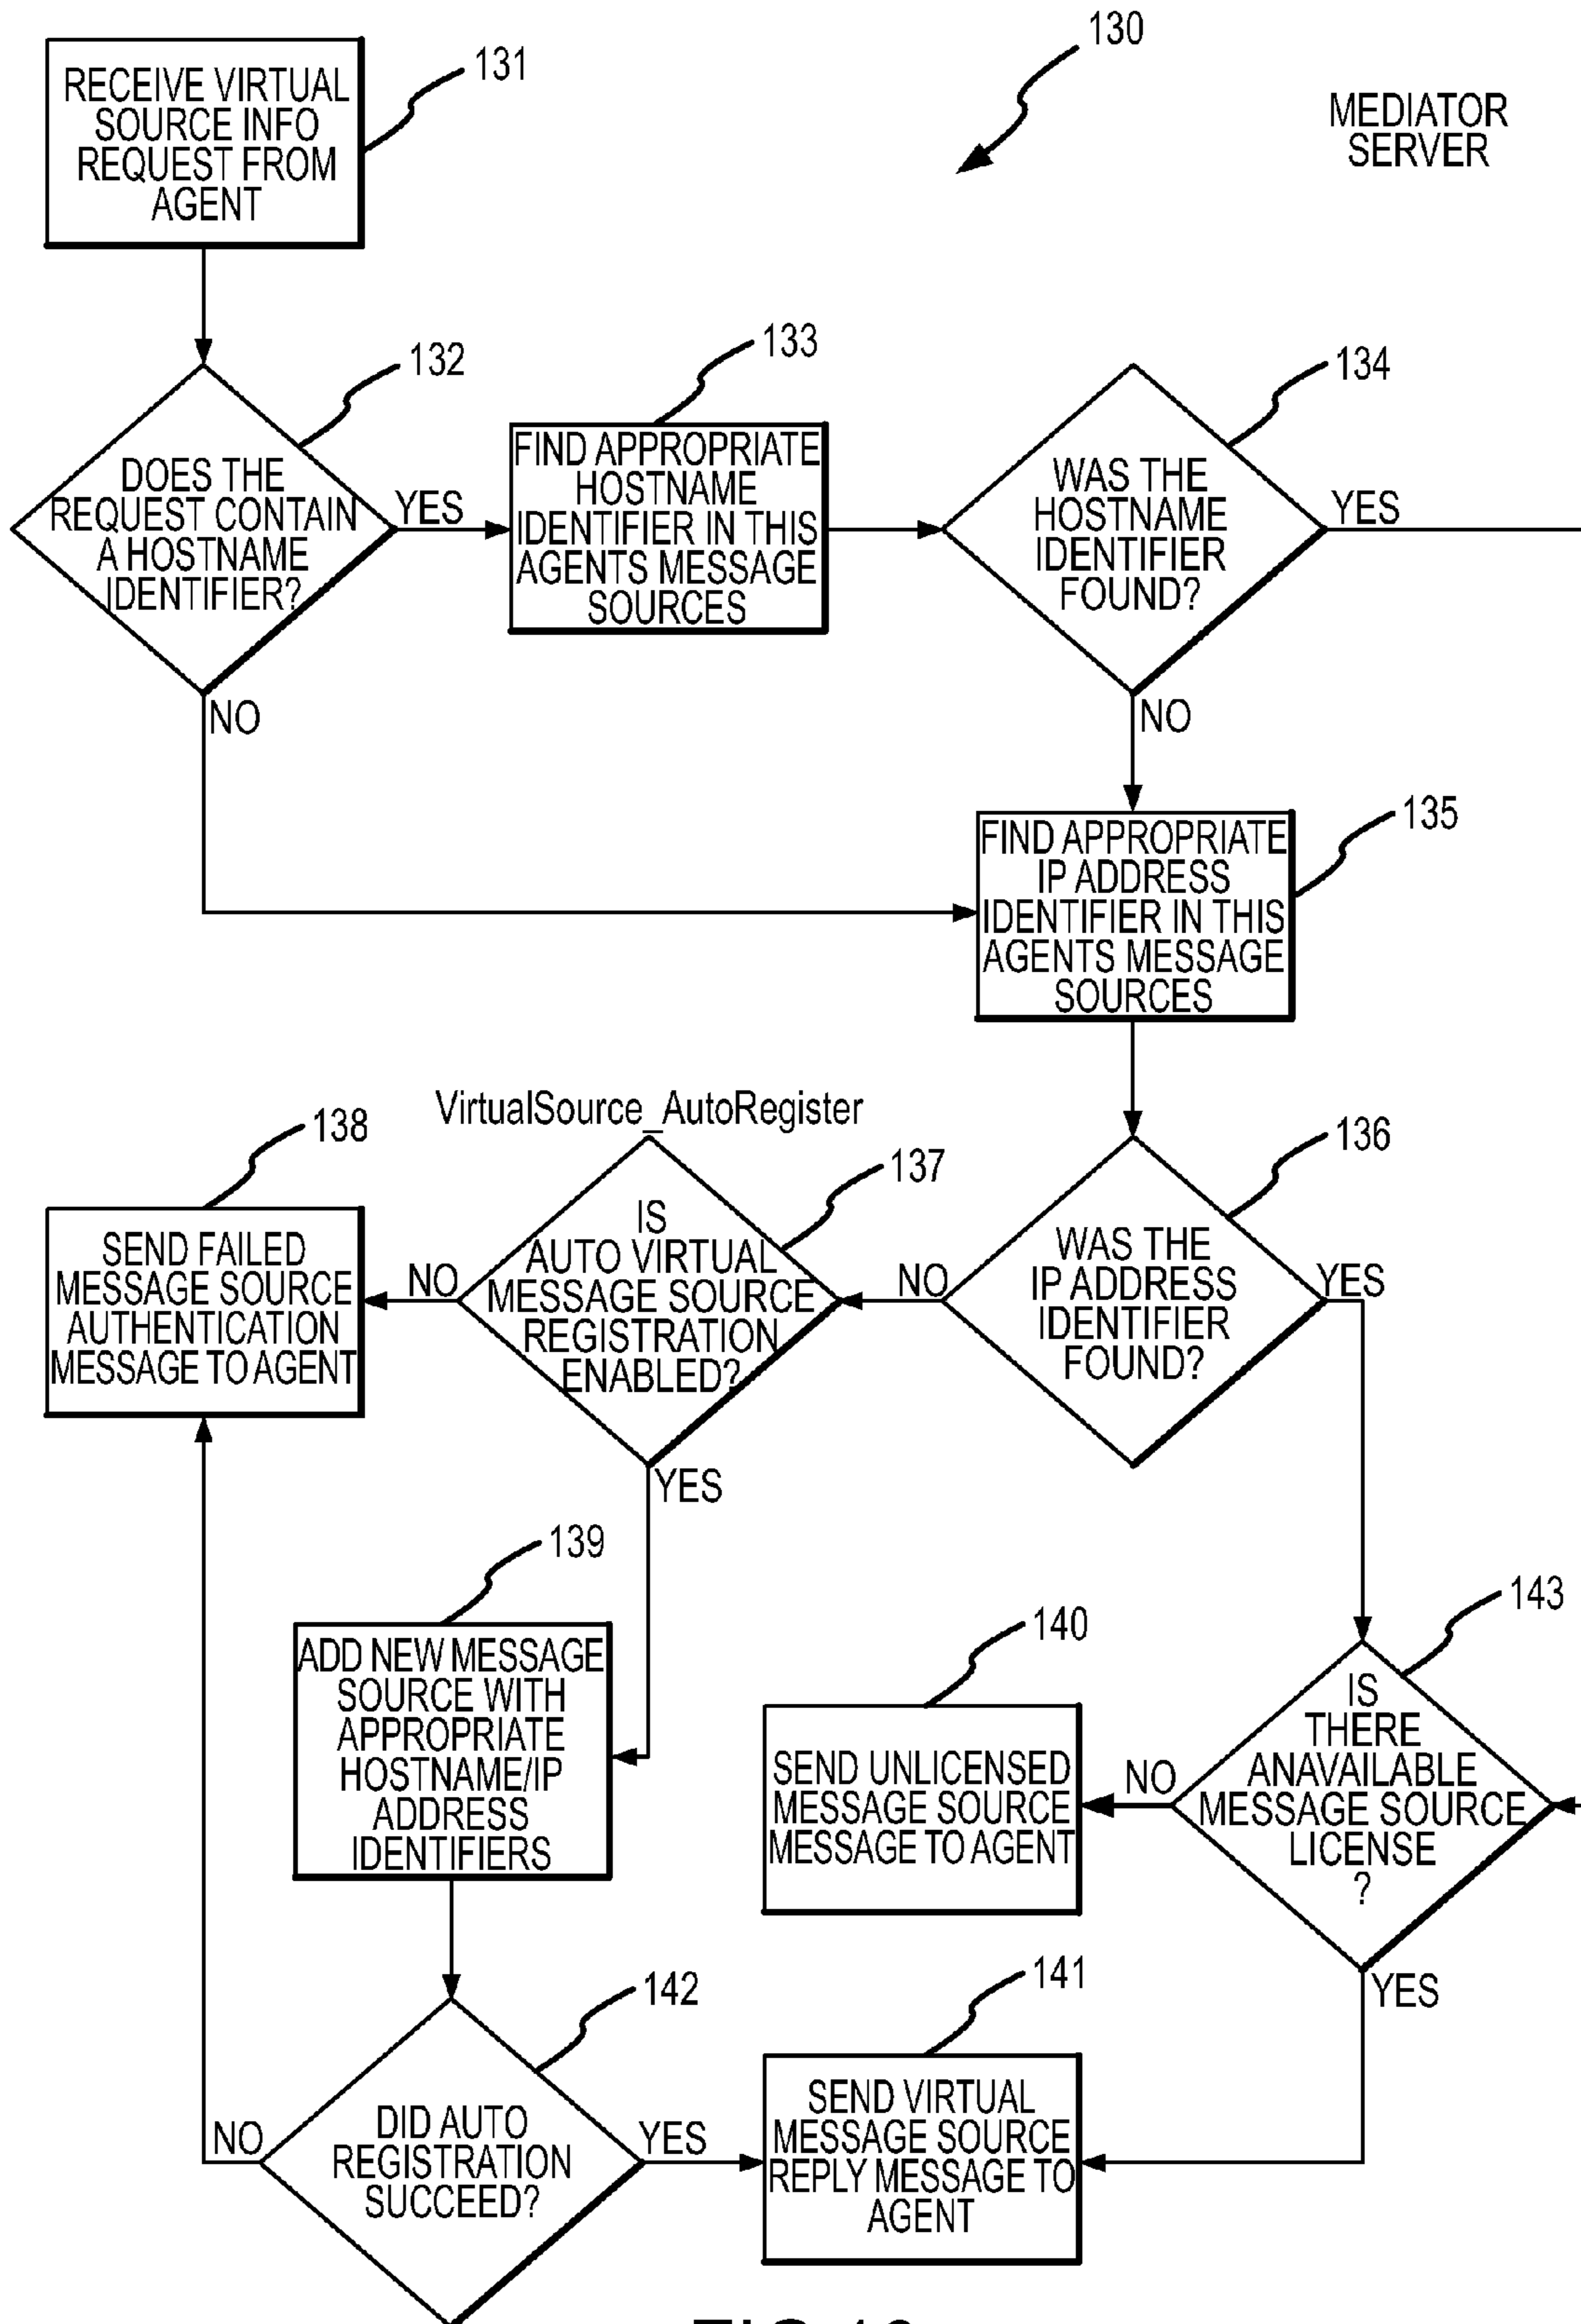 130
MEDIATOR
SERVER
131
RECEIVE VIRTUAL
SOURCE INFO
REQUEST FROM
AGENT
132
DOES THE
REQUEST CONTAIN
A HOSTNAME
IDENTIFIER?
YES
NO
133
FIND APPROPRIATE
HOSTNAME
IDENTIFIER IN THIS
AGENTS MESSAGE
SOURCES
134
WAS THE
HOSTNAME
IDENTIFIER
FOUND?
YES
NO
135
FIND APPROPRIATE
IP ADDRESS
IDENTIFIER IN THIS
AGENTS MESSAGE
SOURCES
136
WAS THE
IP ADDRESS
IDENTIFIER
FOUND?
YES
NO
VirtualSource_AutoRegister
137
IS
AUTO VIRTUAL
MESSAGE SOURCE
REGISTRATION
ENABLED?
NO
YES
138
SEND FAILED
MESSAGE SOURCE
AUTHENTICATION
MESSAGE TO AGENT
139
ADD NEW MESSAGE
SOURCE WITH
APPROPRIATE
HOSTNAME/IP
ADDRESS
IDENTIFIERS
140
SEND UNLICENSED
MESSAGE SOURCE
MESSAGE TO AGENT
143
IS
THERE
ANAVAILABLE
MESSAGE SOURCE
LICENSE
?
NO
YES
142
DID AUTO
REGISTRATION
SUCCEED?
NO
YES
141
SEND VIRTUAL
MESSAGE SOURCE
REPLY MESSAGE TO
AGENT